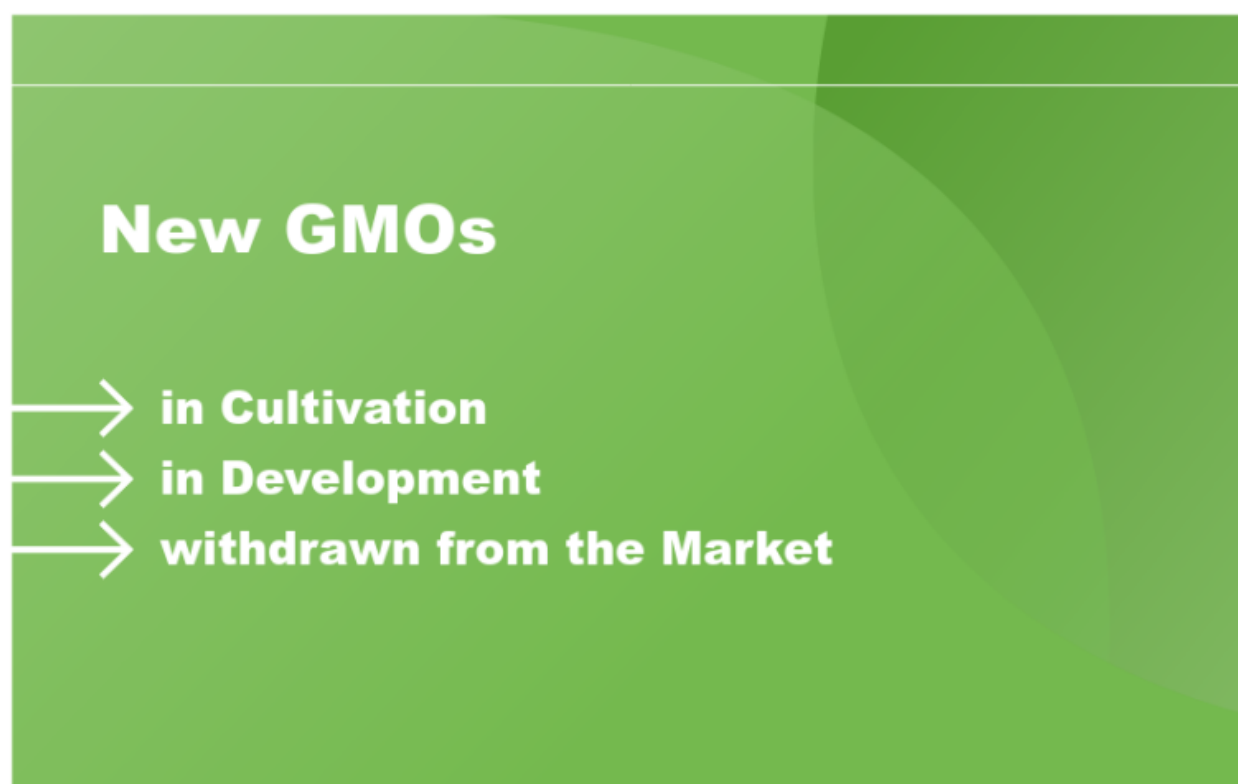 New GMOs
in Cultivation
in Development
withdrawn from the Market